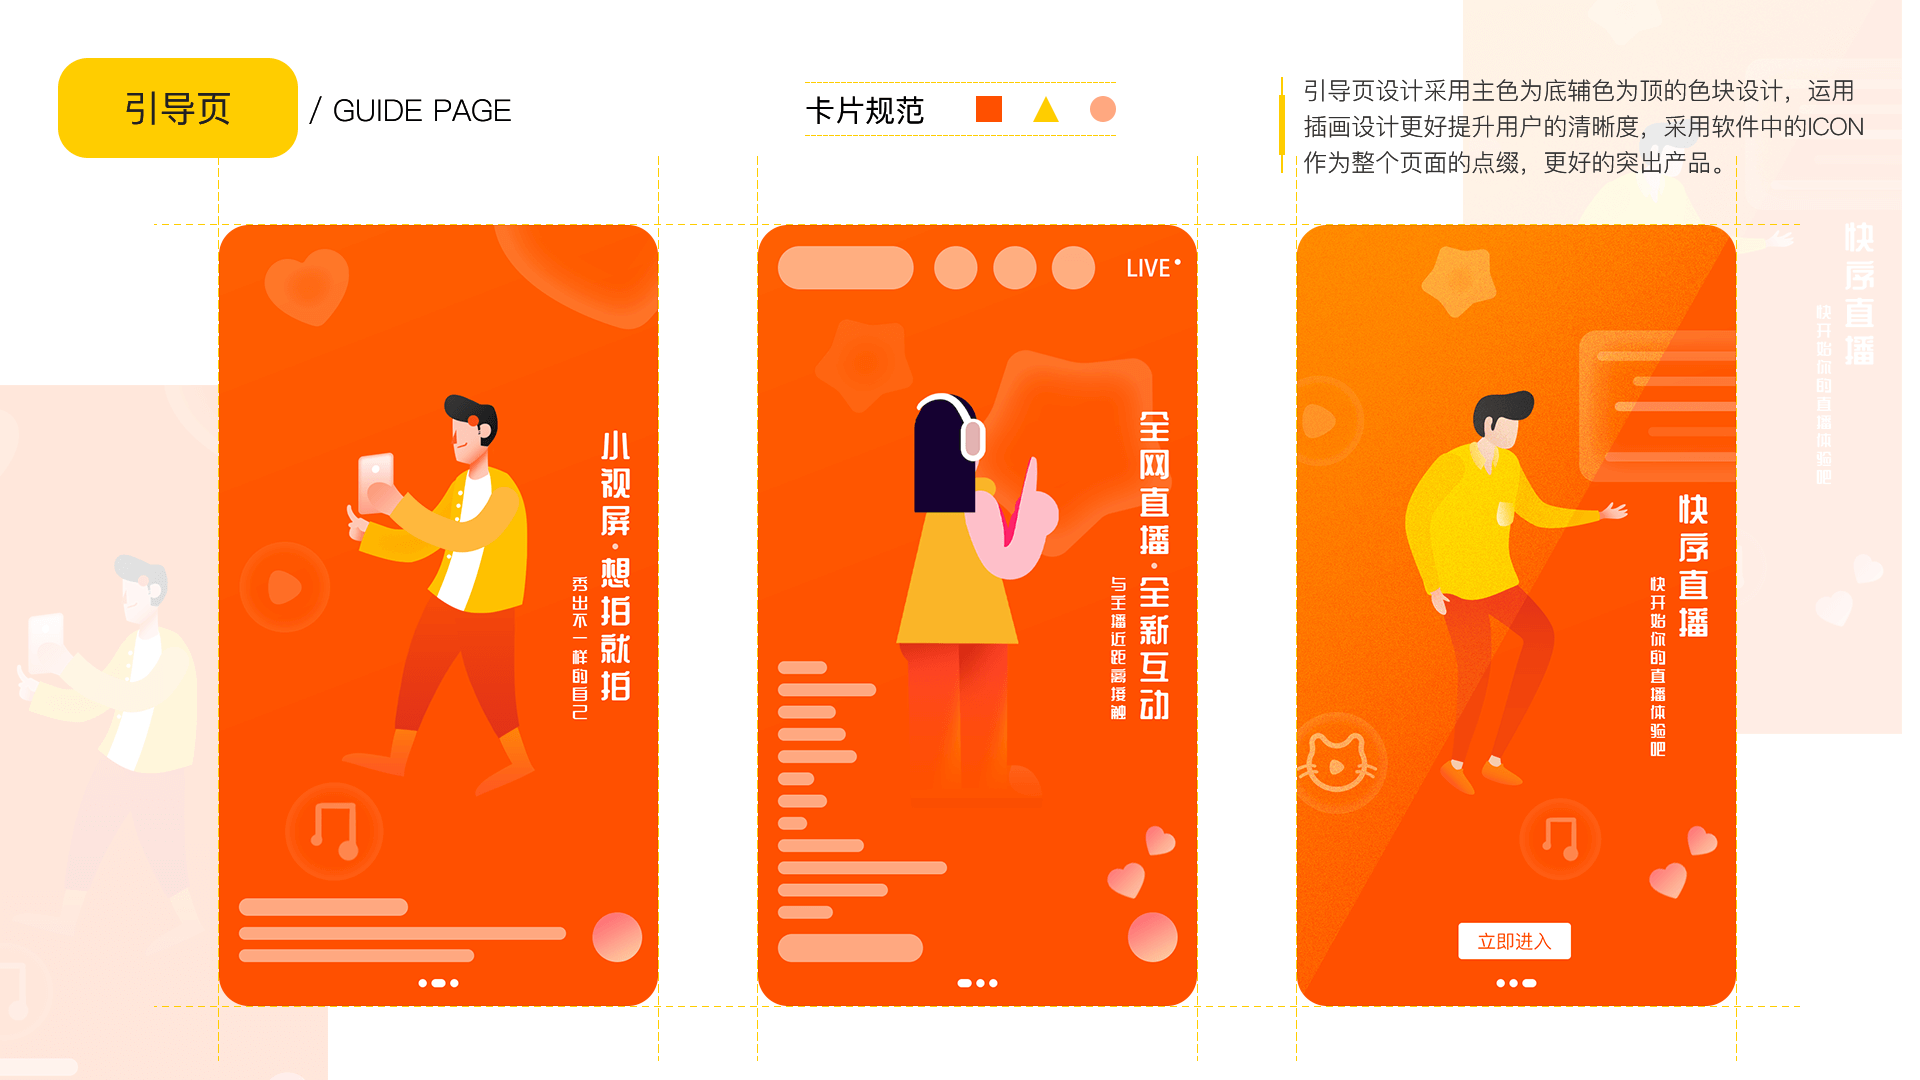 引导页
/ GUIDE PAGE
卡片规范
引导页设计采用主色为底辅色为顶的色块设计，运用
插画设计更好提升用户的清晰度，采用软件中的ICON
作为整个页面的点缀，更好的突出产品。
小视屏·想拍就拍
秀出不一样的自己
LIVE
全网直播·全新互动
与主播近距离接触
快序直播
快开始你的直播体验吧
立即进入
快序直播
快开始你的直播体验吧